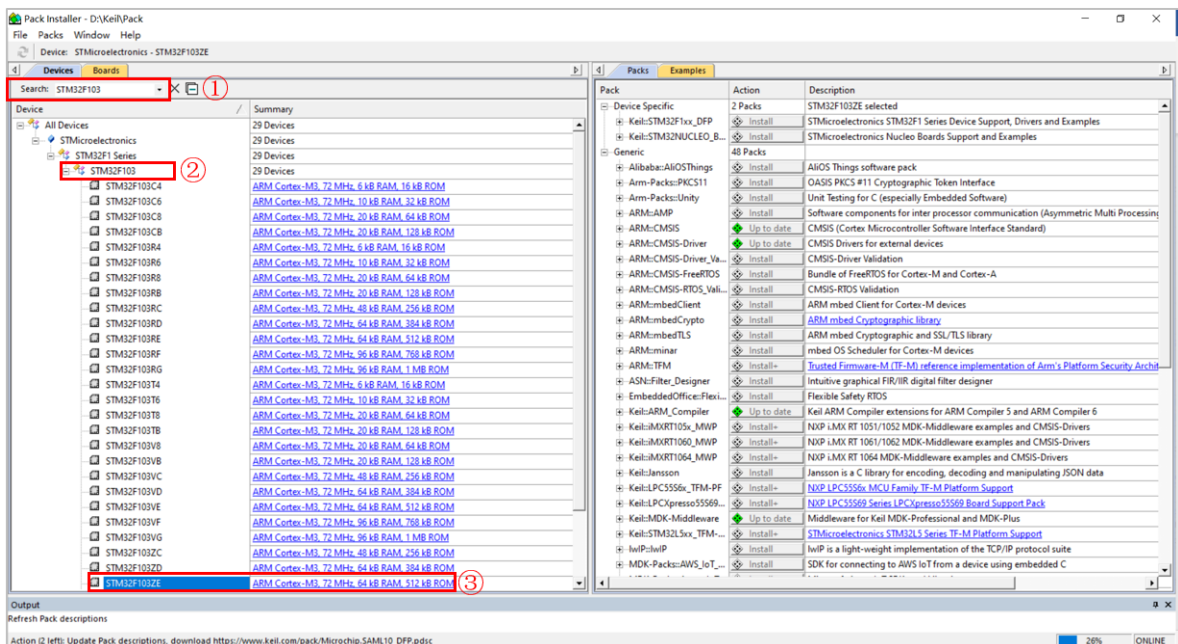 Pack Installer - D:\Keil\Pack
File Packs Window Help
Device: STMicroelectronics - STM32F103ZE
Devices Boards
Search: STM32F103 ①
Device / Summary
All Devices 29 Devices
STMicroelectronics 29 Devices
STM32F1 Series 29 Devices
STM32F103 ② 29 Devices
STM32F103C4 ARM Cortex-M3, 72 MHz, 6 kB RAM, 16 kB ROM
STM32F103C6 ARM Cortex-M3, 72 MHz, 10 kB RAM, 32 kB ROM
STM32F103C8 ARM Cortex-M3, 72 MHz, 20 kB RAM, 64 kB ROM
STM32F103CB ARM Cortex-M3, 72 MHz, 20 kB RAM, 128 kB ROM
STM32F103R4 ARM Cortex-M3, 72 MHz, 6 kB RAM, 16 kB ROM
STM32F103R6 ARM Cortex-M3, 72 MHz, 10 kB RAM, 32 kB ROM
STM32F103R8 ARM Cortex-M3, 72 MHz, 20 kB RAM, 64 kB ROM
STM32F103RB ARM Cortex-M3, 72 MHz, 20 kB RAM, 128 kB ROM
STM32F103RC ARM Cortex-M3, 72 MHz, 48 kB RAM, 256 kB ROM
STM32F103RD ARM Cortex-M3, 72 MHz, 64 kB RAM, 384 kB ROM
STM32F103RE ARM Cortex-M3, 72 MHz, 64 kB RAM, 512 kB ROM
STM32F103RF ARM Cortex-M3, 72 MHz, 96 kB RAM, 768 kB ROM
STM32F103RG ARM Cortex-M3, 72 MHz, 96 kB RAM, 1 MB ROM
STM32F103T4 ARM Cortex-M3, 72 MHz, 6 kB RAM, 16 kB ROM
STM32F103T6 ARM Cortex-M3, 72 MHz, 10 kB RAM, 32 kB ROM
STM32F103T8 ARM Cortex-M3, 72 MHz, 20 kB RAM, 64 kB ROM
STM32F103TB ARM Cortex-M3, 72 MHz, 20 kB RAM, 128 kB ROM
STM32F103V8 ARM Cortex-M3, 72 MHz, 20 kB RAM, 64 kB ROM
STM32F103VB ARM Cortex-M3, 72 MHz, 20 kB RAM, 128 kB ROM
STM32F103VC ARM Cortex-M3, 72 MHz, 48 kB RAM, 256 kB ROM
STM32F103VD ARM Cortex-M3, 72 MHz, 64 kB RAM, 384 kB ROM
STM32F103VE ARM Cortex-M3, 72 MHz, 64 kB RAM, 512 kB ROM
STM32F103VF ARM Cortex-M3, 72 MHz, 96 kB RAM, 768 kB ROM
STM32F103VG ARM Cortex-M3, 72 MHz, 96 kB RAM, 1 MB ROM
STM32F103ZC ARM Cortex-M3, 72 MHz, 48 kB RAM, 256 kB ROM
STM32F103ZD ARM Cortex-M3, 72 MHz, 64 kB RAM, 384 kB ROM
STM32F103ZE ARM Cortex-M3, 72 MHz, 64 kB RAM, 512 kB ROM ③
Packs Examples
Pack Action Description
Device Specific 2 Packs STM32F103ZE selected
Keil::STM32F1xx_DFP Install STMicroelectronics STM32F1 Series Device Support, Drivers and Examples
Keil::STM32NUCLEO_B... Install STMicroelectronics Nucleo Boards Support and Examples
Generic 48 Packs
Alibaba::AliOSThings Install AliOS Things software pack
Arm-Packs::PKCS11 Install OASIS PKCS #11 Cryptographic Token Interface
Arm-Packs::Unity Install Unit Testing for C (especially Embedded Software)
ARM::AMP Install Software components for inter processor communication (Asymmetric Multi Processing
ARM::CMSIS Up to date CMSIS (Cortex Microcontroller Software Interface Standard)
ARM::CMSIS-Driver Up to date CMSIS Drivers for external devices
ARM::CMSIS-Driver_Va... Install CMSIS-Driver Validation
ARM::CMSIS-FreeRTOS Install Bundle of FreeRTOS for Cortex-M and Cortex-A
ARM::CMSIS-RTOS_Vali... Install CMSIS-RTOS Validation
ARM::mbedClient Install ARM mbed Client for Cortex-M devices
ARM::mbedCrypto Install ARM mbed Cryptographic library
ARM::mbedTLS Install ARM mbed Cryptographic and SSL/TLS library
ARM::minar Install mbed OS Scheduler for Cortex-M devices
ARM::TFM Install+ Trusted Firmware-M (TF-M) reference implementation of Arm's Platform Security Archit
ASN::Filter_Designer Install Intuitive graphical FIR/IIR digital filter designer
EmbeddedOffice::Flexi... Install Flexible Safety RTOS
Keil::ARM_Compiler Up to date Keil ARM Compiler extensions for ARM Compiler 5 and ARM Compiler 6
Keil::iMXRT105x_MWP Install+ NXP i.MX RT 1051/1052 MDK-Middleware examples and CMSIS-Drivers
Keil::iMXRT1060_MWP Install+ NXP i.MX RT 1061/1062 MDK-Middleware examples and CMSIS-Drivers
Keil::iMXRT1064_MWP Install+ NXP i.MX RT 1064 MDK-Middleware examples and CMSIS-Drivers
Keil::Jansson Install Jansson is a C library for encoding, decoding and manipulating JSON data
Keil::LPC55S6x_TFM-PF Install+ NXP LPC55S6x MCU Family TF-M Platform Support
Keil::LPCXpresso55S69... Install+ NXP LPC55S69 Series LPCXpresso55S69 Board Support Pack
Keil::MDK-Middleware Up to date Middleware for Keil MDK-Professional and MDK-Plus
Keil::STM32L5xx_TFM-... Install+ STMicroelectronics STM32L5 Series TF-M Platform Support
lwIP::lwIP Install lwIP is a light-weight implementation of the TCP/IP protocol suite
MDK-Packs::AWS_IoT_... Install SDK for connecting to AWS IoT from a device using embedded C
Output
Refresh Pack descriptions
Action (2 left): Update Pack descriptions, download https://www.keil.com/pack/Microchip.SAML10_DFP.pdsc 26% ONLINE